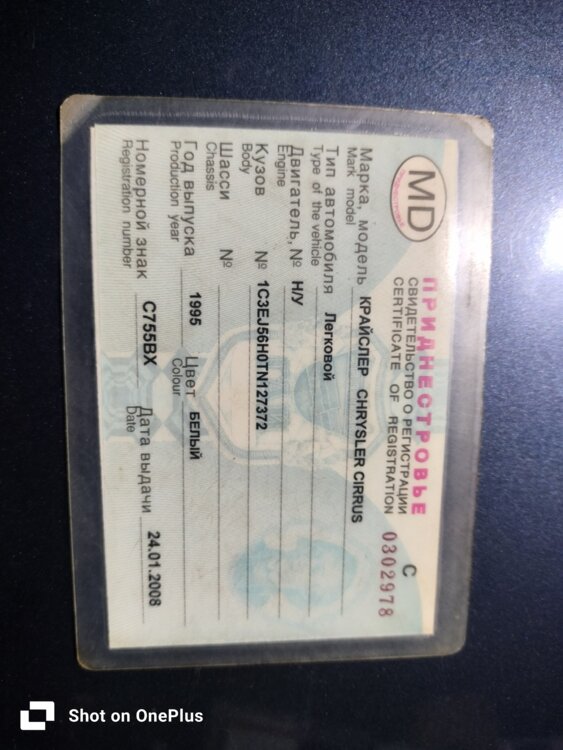 MD
ПРИДНЕСТРОВЬЕ
СВИДЕТЕЛЬСТВО О РЕГИСТРАЦИИ
CERTIFICATE OF REGISTRATION
С
0302978
Марка, модель КРАЙСЛЕР CHRYSLER CIRRUS
Mark model
Тип автомобиля Легковой
Type of the vehicle
Двигатель, № Н/У
Engine
Кузов № 1C3EJ56H0TN127372
Body
Шасси №
Chassis
Год выпуска 1995 Цвет БЕЛЫЙ
Production year Colour
Номерной знак С755ВХ Дата выдачи 24.01.2008
Registration number Date
Shot on OnePlus